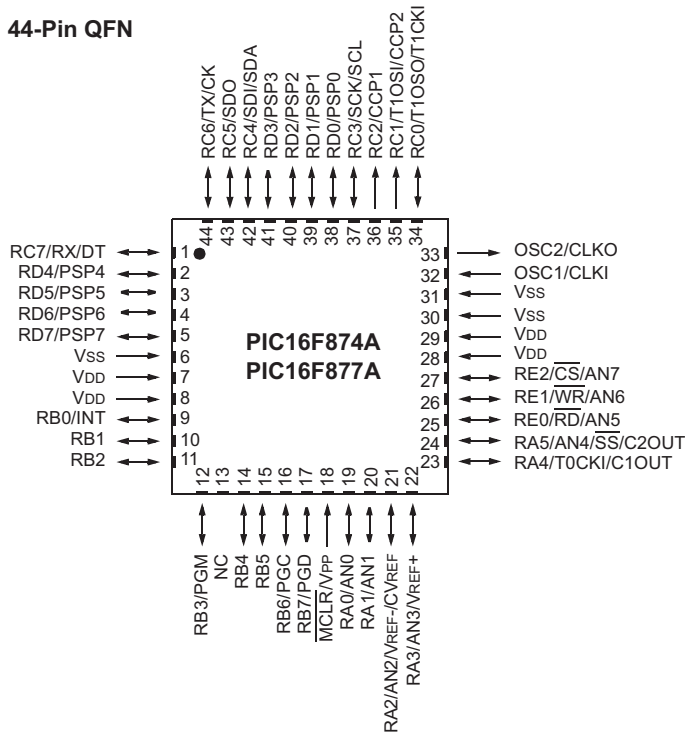 44-Pin QFN
RC6/TX/CK
RC5/SDO
RC4/SDI/SDA
RD3/PSP3
RD2/PSP2
RD1/PSP1
RD0/PSP0
RC3/SCK/SCL
RC2/CCP1
RC1/T1OSI/CCP2
RC0/T1OSO/T1CKI
44
43
42
41
40
39
38
37
36
35
34
RC7/RX/DT 1
RD4/PSP4 2
RD5/PSP5 3
RD6/PSP6 4
RD7/PSP7 5
VSS 6
VDD 7
VDD 8
RB0/INT 9
RB1 10
RB2 11
PIC16F874A
PIC16F877A
33 OSC2/CLKO
32 OSC1/CLKI
31 VSS
30 VSS
29 VDD
28 VDD
27 RE2/CS/AN7
26 RE1/WR/AN6
25 RE0/RD/AN5
24 RA5/AN4/SS/C2OUT
23 RA4/T0CKI/C1OUT
12
13
14
15
16
17
18
19
20
21
22
RB3/PGM
NC
RB4
RB5
RB6/PGC
RB7/PGD
MCLR/VPP
RA0/AN0
RA1/AN1
RA2/AN2/VREF-/CVREF
RA3/AN3/VREF+